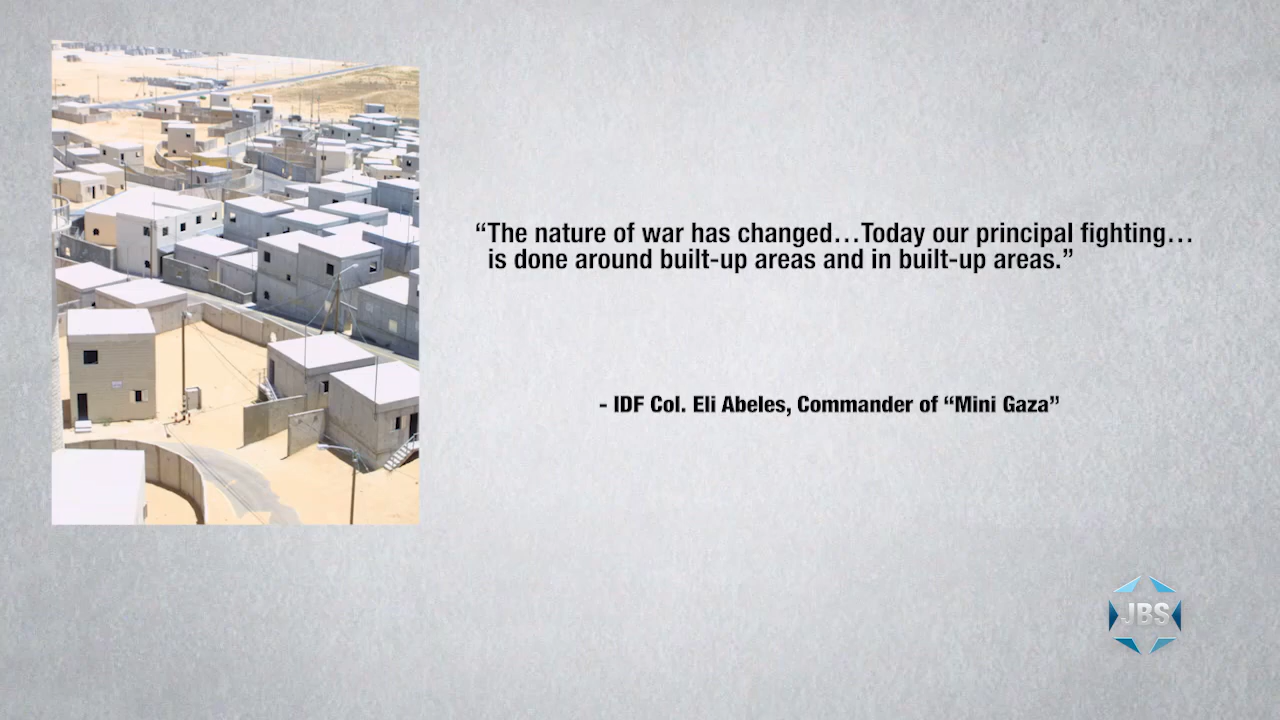 “The nature of war has changed…Today our principal fighting…
is done around built-up areas and in built-up areas.”
- IDF Col. Eli Abeles, Commander of “Mini Gaza”
JBS